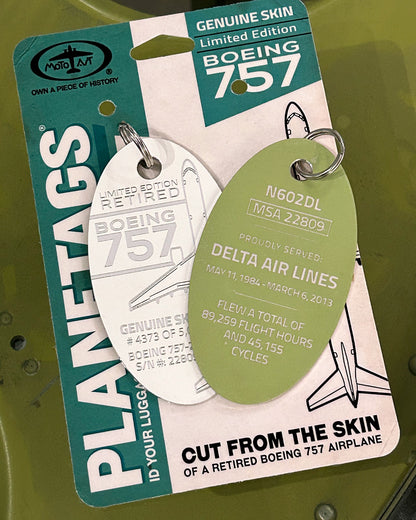 GENUINE SKIN
Limited Edition
BOEING
757
MOTOART
OWN A PIECE OF HISTORY
PLANETAGS®
ID YOUR LUGGA
LIMITED EDITION
RETIRED
BOEING
757
GENUINE SKI
# 4373 OF 5,
BOEING 757-2
S/N #: 2280
N602DL
MSA 22809
PROUDLY SERVED:
DELTA AIR LINES
MAY 11, 1984 - MARCH 6, 2013
FLEW A TOTAL OF
89,259 FLIGHT HOURS
AND 45,155
CYCLES
CUT FROM THE SKIN
OF A RETIRED BOEING 757 AIRPLANE